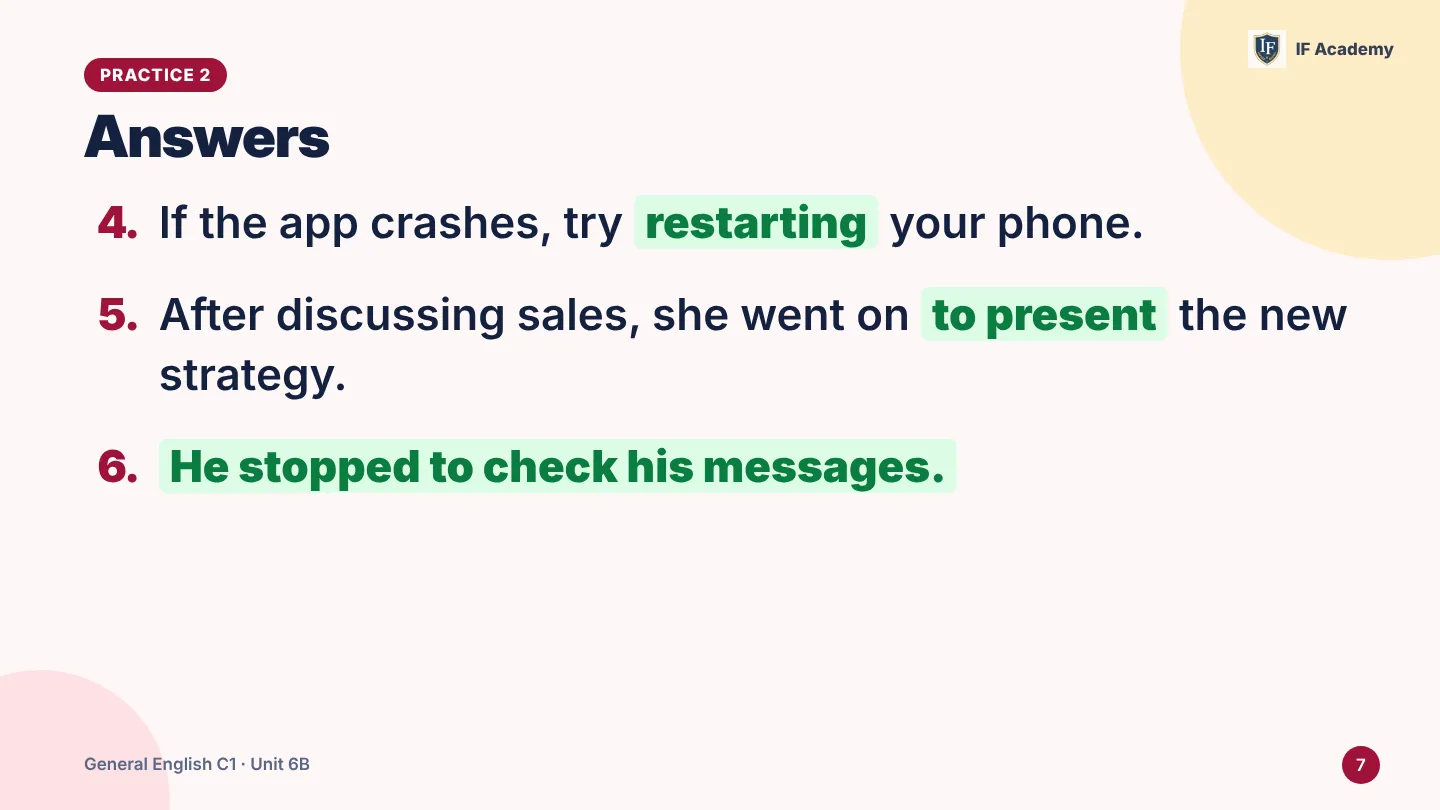 IF
IF Academy
PRACTICE 2
Answers
4. If the app crashes, try restarting your phone.
5. After discussing sales, she went on to present the new
strategy.
6. He stopped to check his messages.
General English C1 · Unit 6B
7